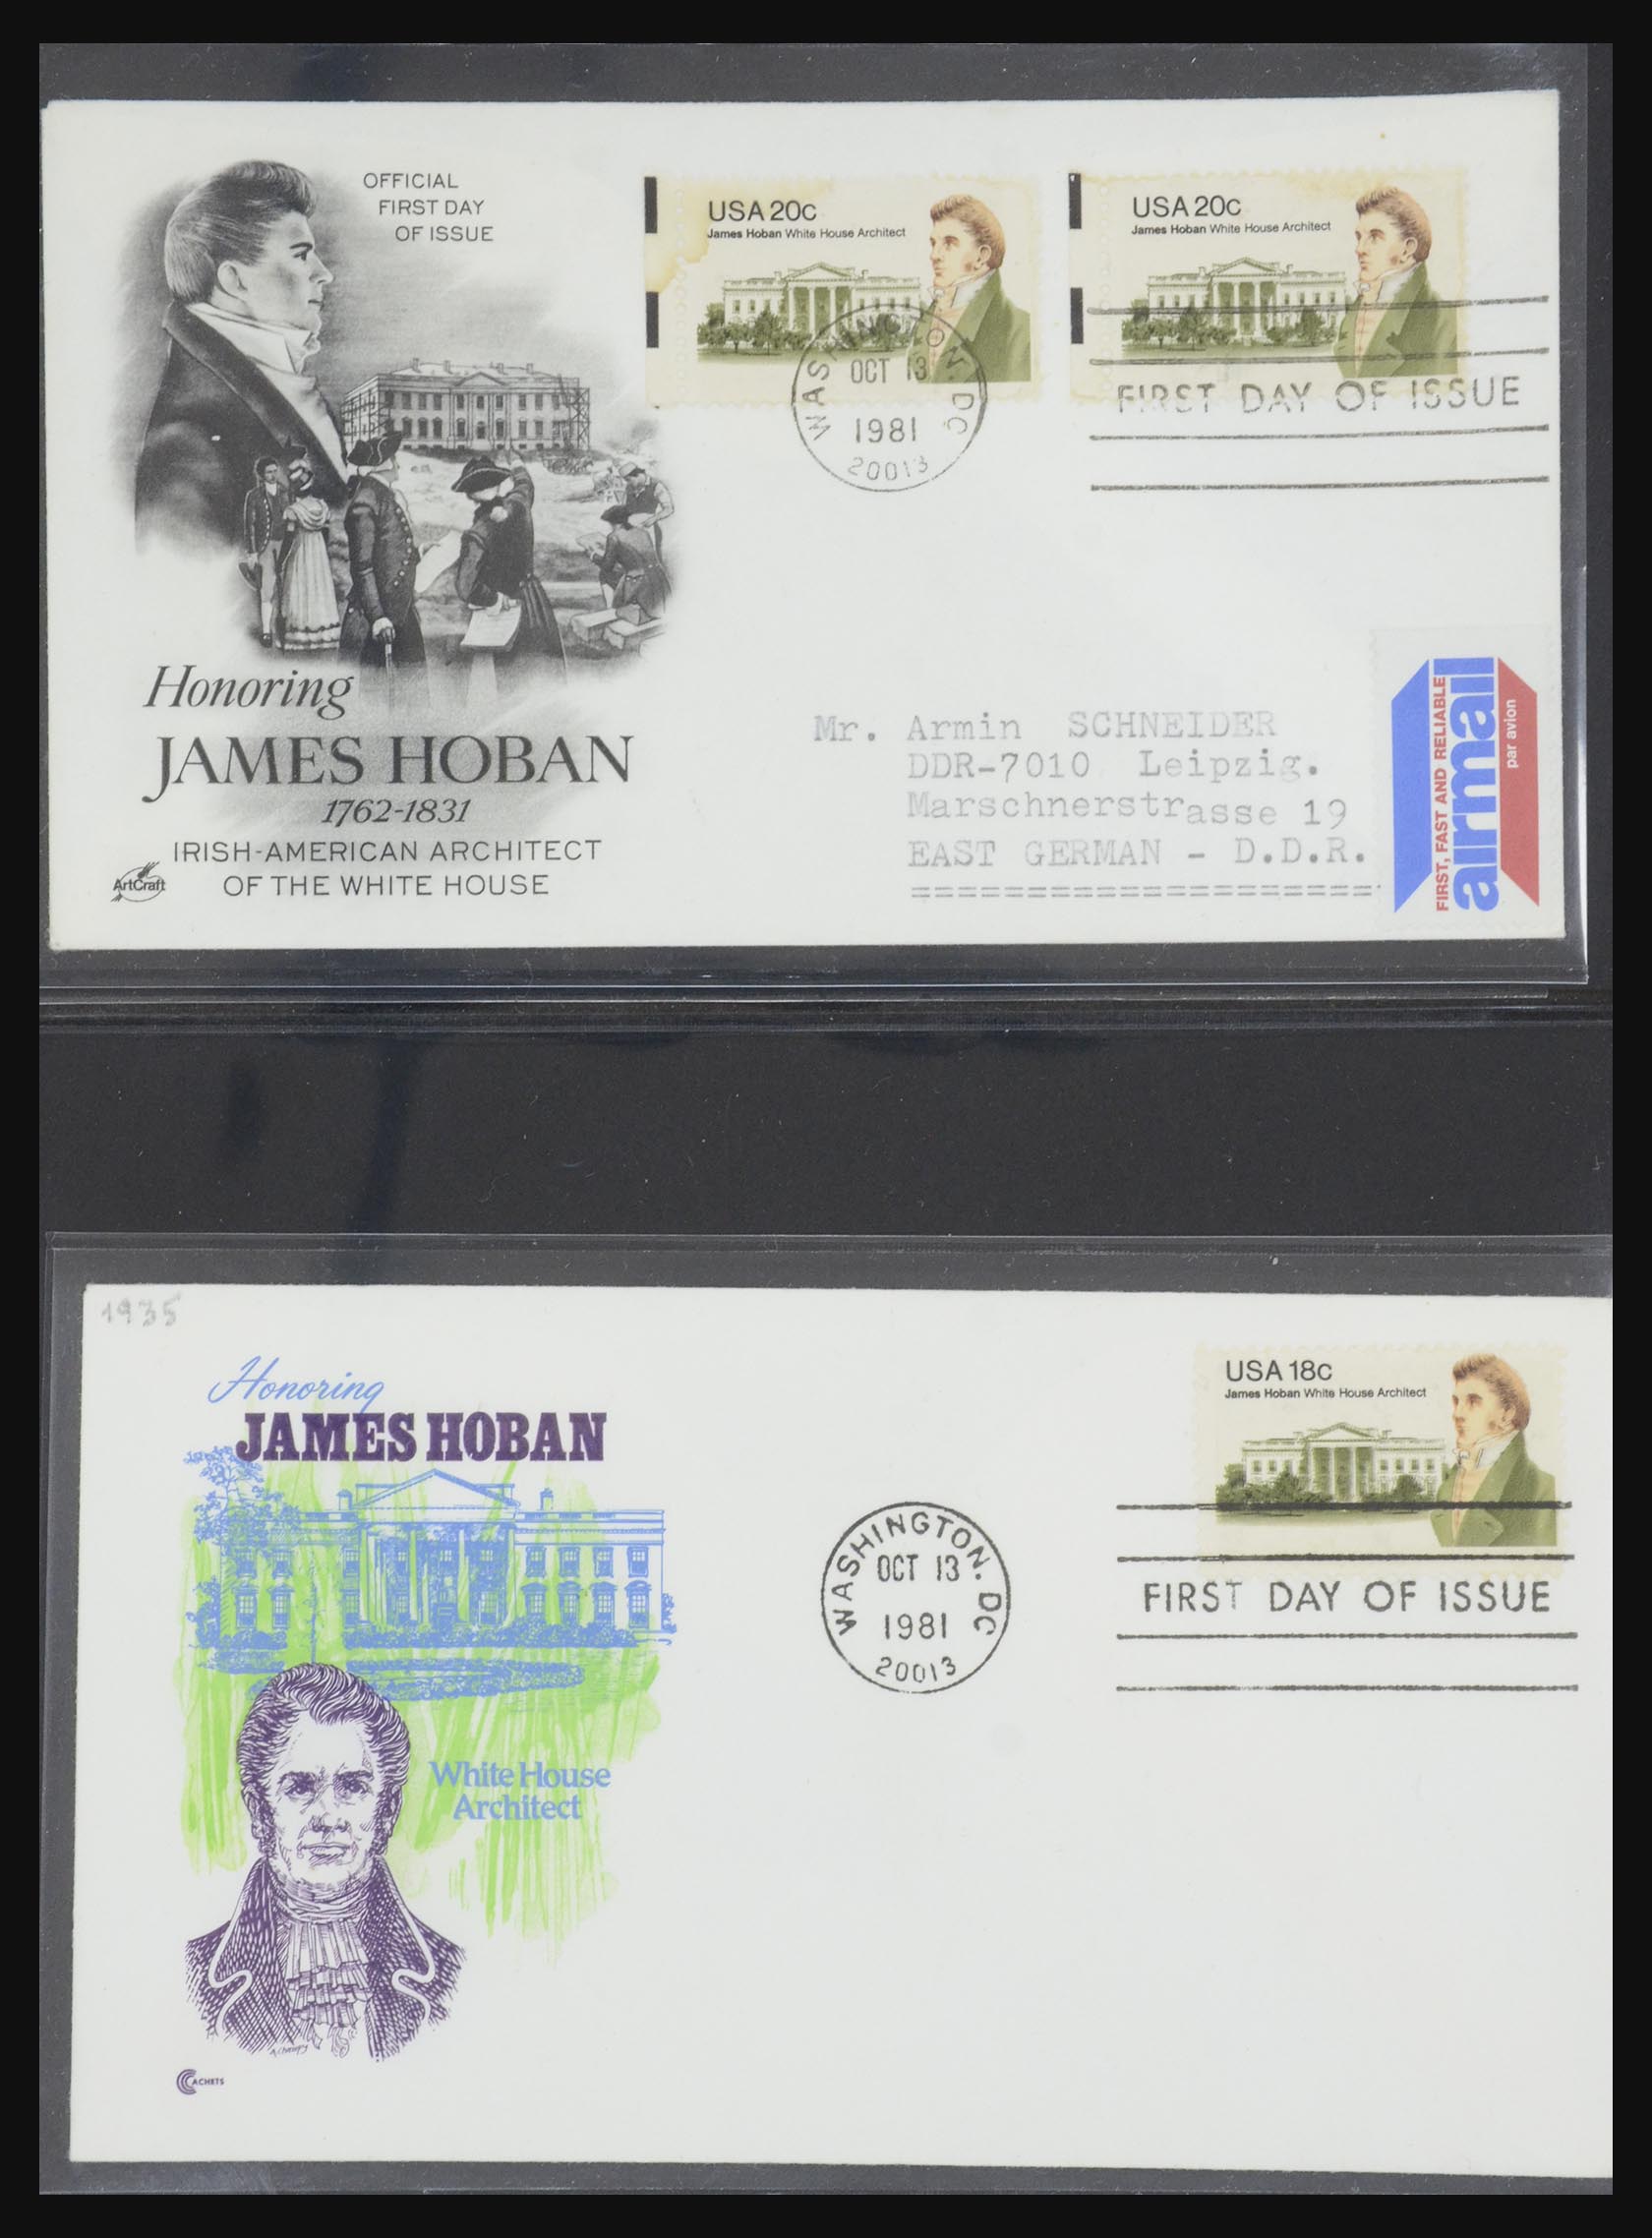 OFFICIAL
FIRST DAY
OF ISSUE
USA 20c
James Hoban White House Architect
USA 20c
James Hoban White House Architect
WASHINGTON. DC
OCT 13
1981
20013
FIRST DAY OF ISSUE
Honoring
JAMES HOBAN
1762-1831
IRISH-AMERICAN ARCHITECT
OF THE WHITE HOUSE
ArtCraft
Mr. Armin SCHNEIDER
DDR-7010 Leipzig.
Marschnerstrasse 19
EAST GERMAN - D.D.R.
====================
FIRST, FAST AND RELIABLE
airmail
par avion
1935
Honoring
JAMES HOBAN
White House
Architect
CACHETS
USA 18c
James Hoban White House Architect
WASHINGTON. DC
OCT 13
1981
20013
FIRST DAY OF ISSUE